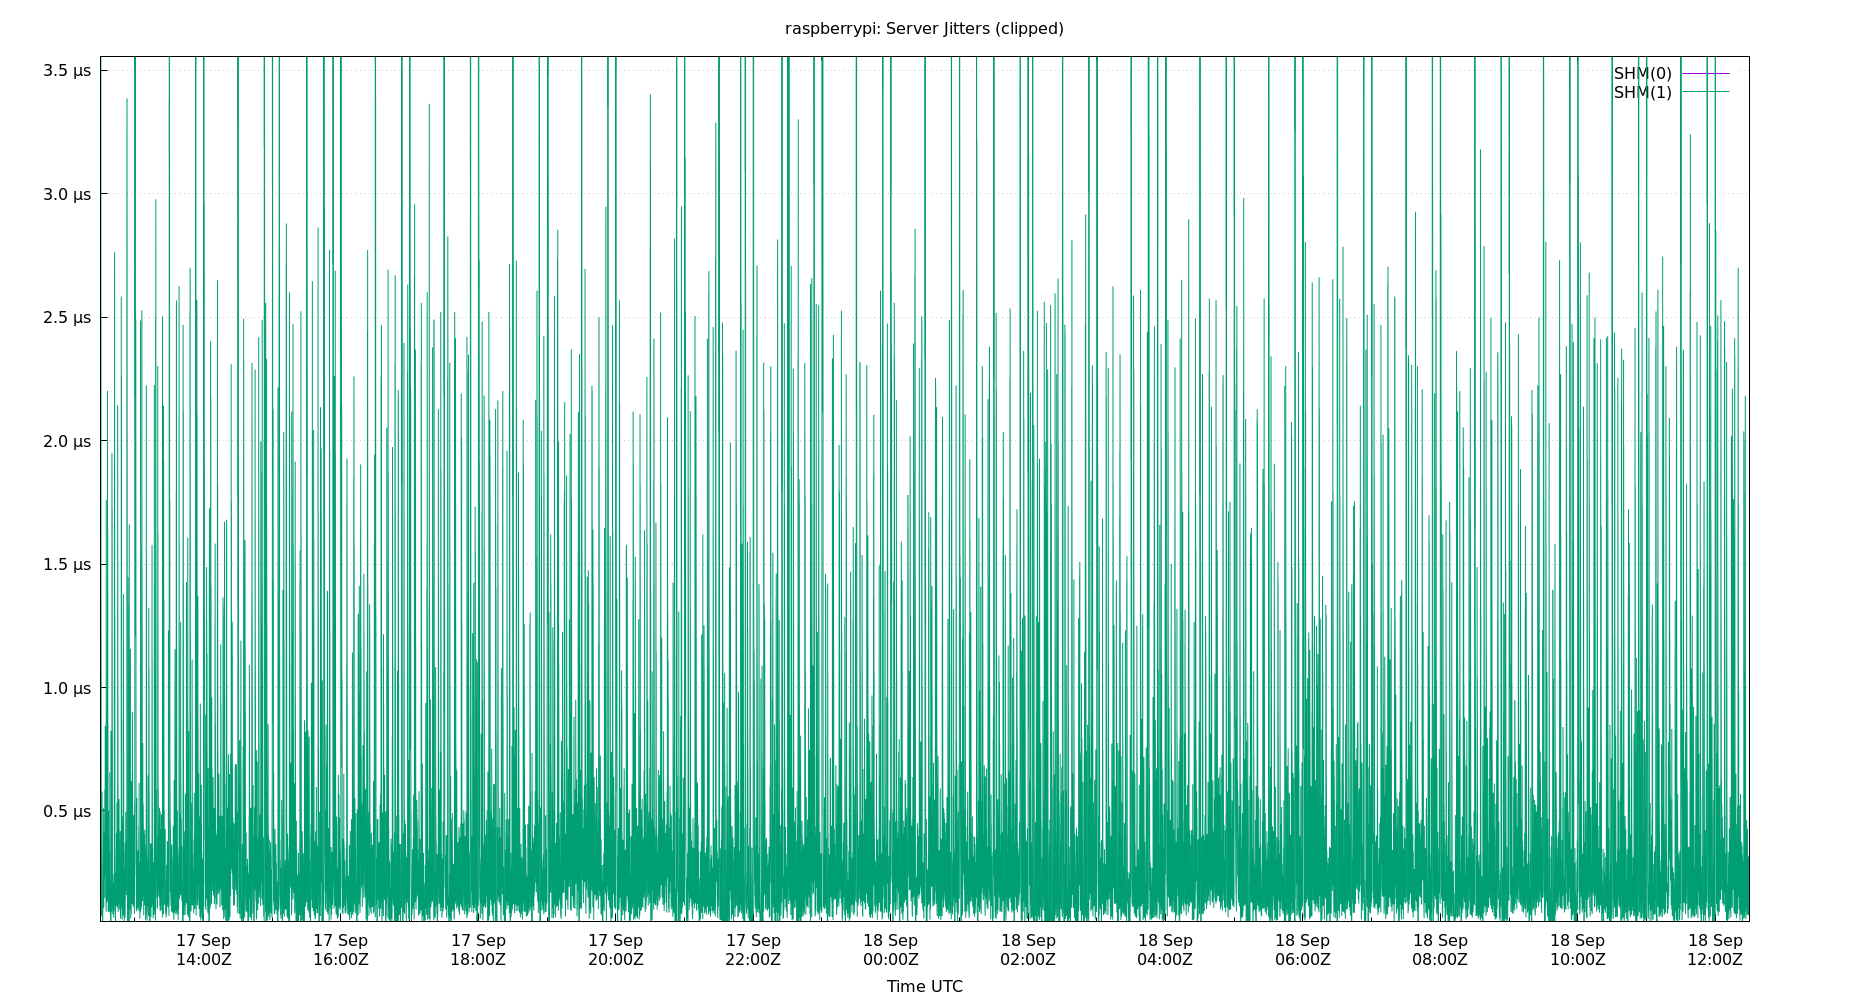 raspberrypi: Server Jitters (clipped)
3.5 µs
SHM(0)
SHM(1)
3.0 µs
2.5 µs
2.0 µs
1.5 µs
1.0 µs
0.5 µs
17 Sep 17 Sep 17 Sep 17 Sep 17 Sep 18 Sep 18 Sep 18 Sep 18 Sep 18 Sep 18 Sep 18 Sep
14:00Z 16:00Z 18:00Z 20:00Z 22:00Z 00:00Z 02:00Z 04:00Z 06:00Z 08:00Z 10:00Z 12:00Z
Time UTC